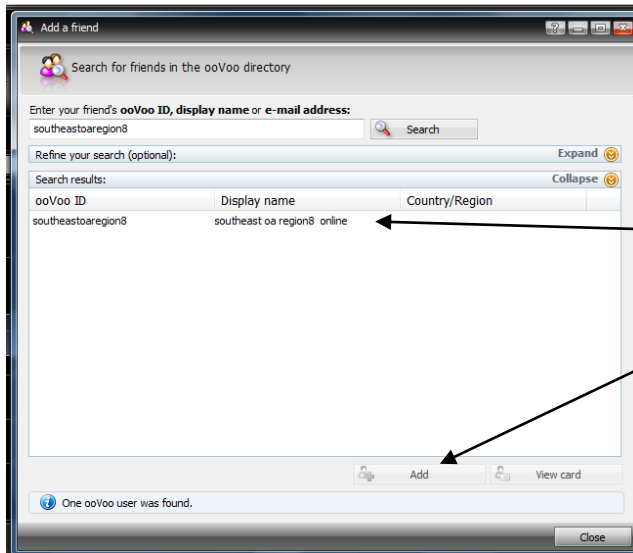 Add a friend
Search for friends in the ooVoo directory
Enter your friend's ooVoo ID, display name or e-mail address:
southeastoaregion8 Search
Refine your search (optional): Expand
Search results: Collapse
ooVoo ID Display name Country/Region
southeastoaregion8 southeast oa region8 online
Add View card
One ooVoo user was found.
Close